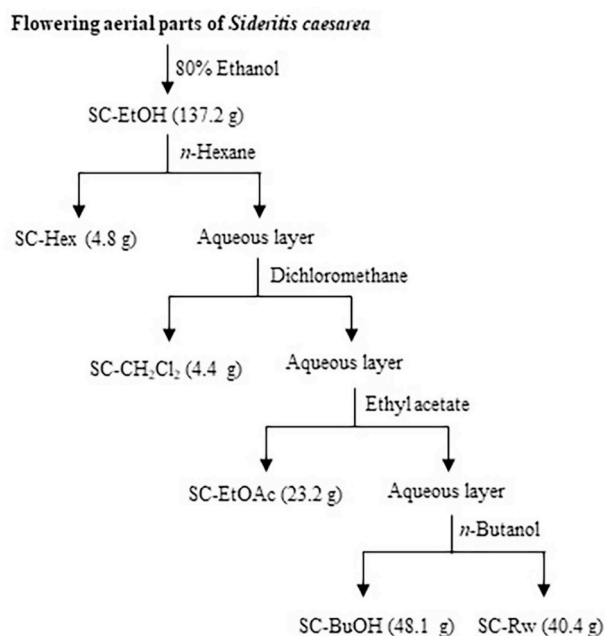 Flowering aerial parts of Sideritis caesarea
80% Ethanol
SC-EtOH (137.2 g)
n-Hexane
SC-Hex (4.8 g) Aqueous layer
Dichloromethane
SC-CH₂Cl₂ (4.4 g) Aqueous layer
Ethyl acetate
SC-EtOAc (23.2 g) Aqueous layer
n-Butanol
SC-BuOH (48.1 g) SC-Rw (40.4 g)